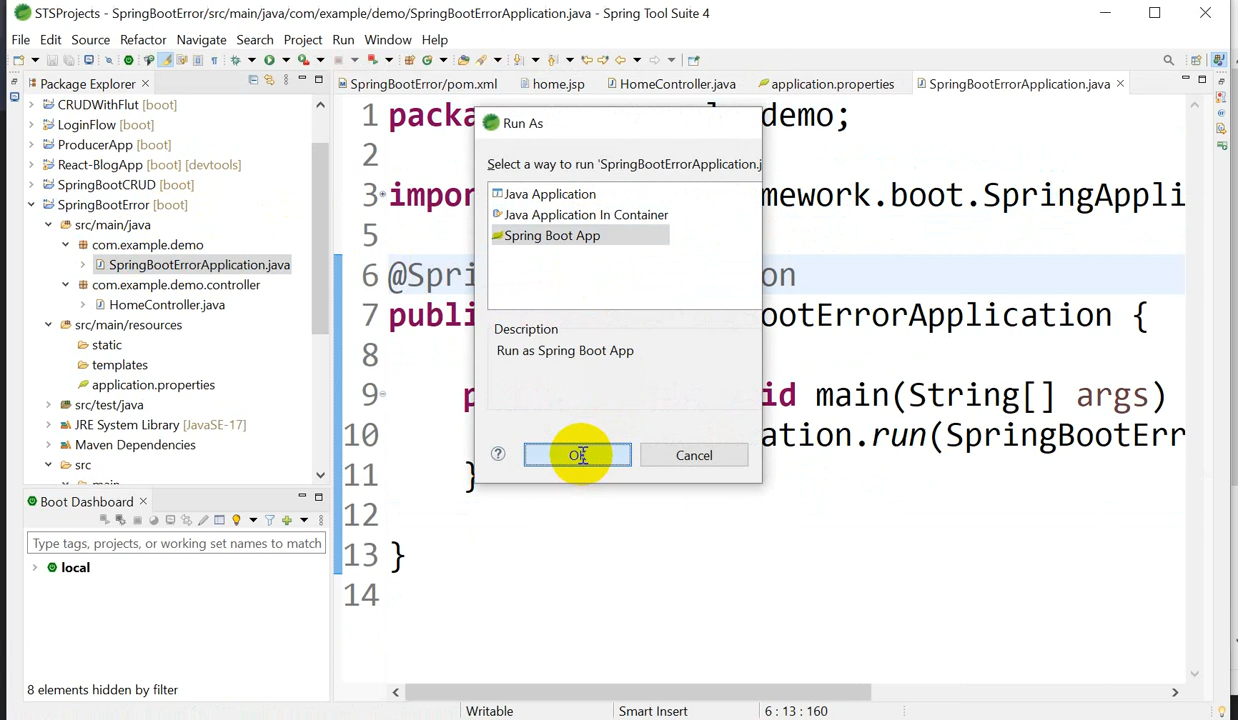 STSProjects - SpringBootError/src/main/java/com/example/demo/SpringBootErrorApplication.java - Spring Tool Suite 4
File Edit Source Refactor Navigate Search Project Run Window Help
Package Explorer
SpringBootError/pom.xml home.jsp HomeController.java application.properties SpringBootErrorApplication.java
CRUDWithFlut [boot]
LoginFlow [boot]
ProducerApp [boot]
React-BlogApp [boot] [devtools]
SpringBootCRUD [boot]
SpringBootError [boot]
src/main/java
com.example.demo
SpringBootErrorApplication.java
com.example.demo.controller
HomeController.java
src/main/resources
static
templates
application.properties
src/test/java
JRE System Library [JavaSE-17]
Maven Dependencies
src
Boot Dashboard
Type tags, projects, or working set names to match
local
8 elements hidden by filter
1 packa demo;
2
3 impor mework.boot.SpringAppli
5
6 @Spri on
7 publi ootErrorApplication {
8
9 p id main(String[] args)
10 ation.run(SpringBootErr
11 }
12
13 }
14
Run As
Select a way to run 'SpringBootErrorApplication.j
Java Application
Java Application In Container
Spring Boot App
Description
Run as Spring Boot App
Cancel
Writable Smart Insert 6 : 13 : 160